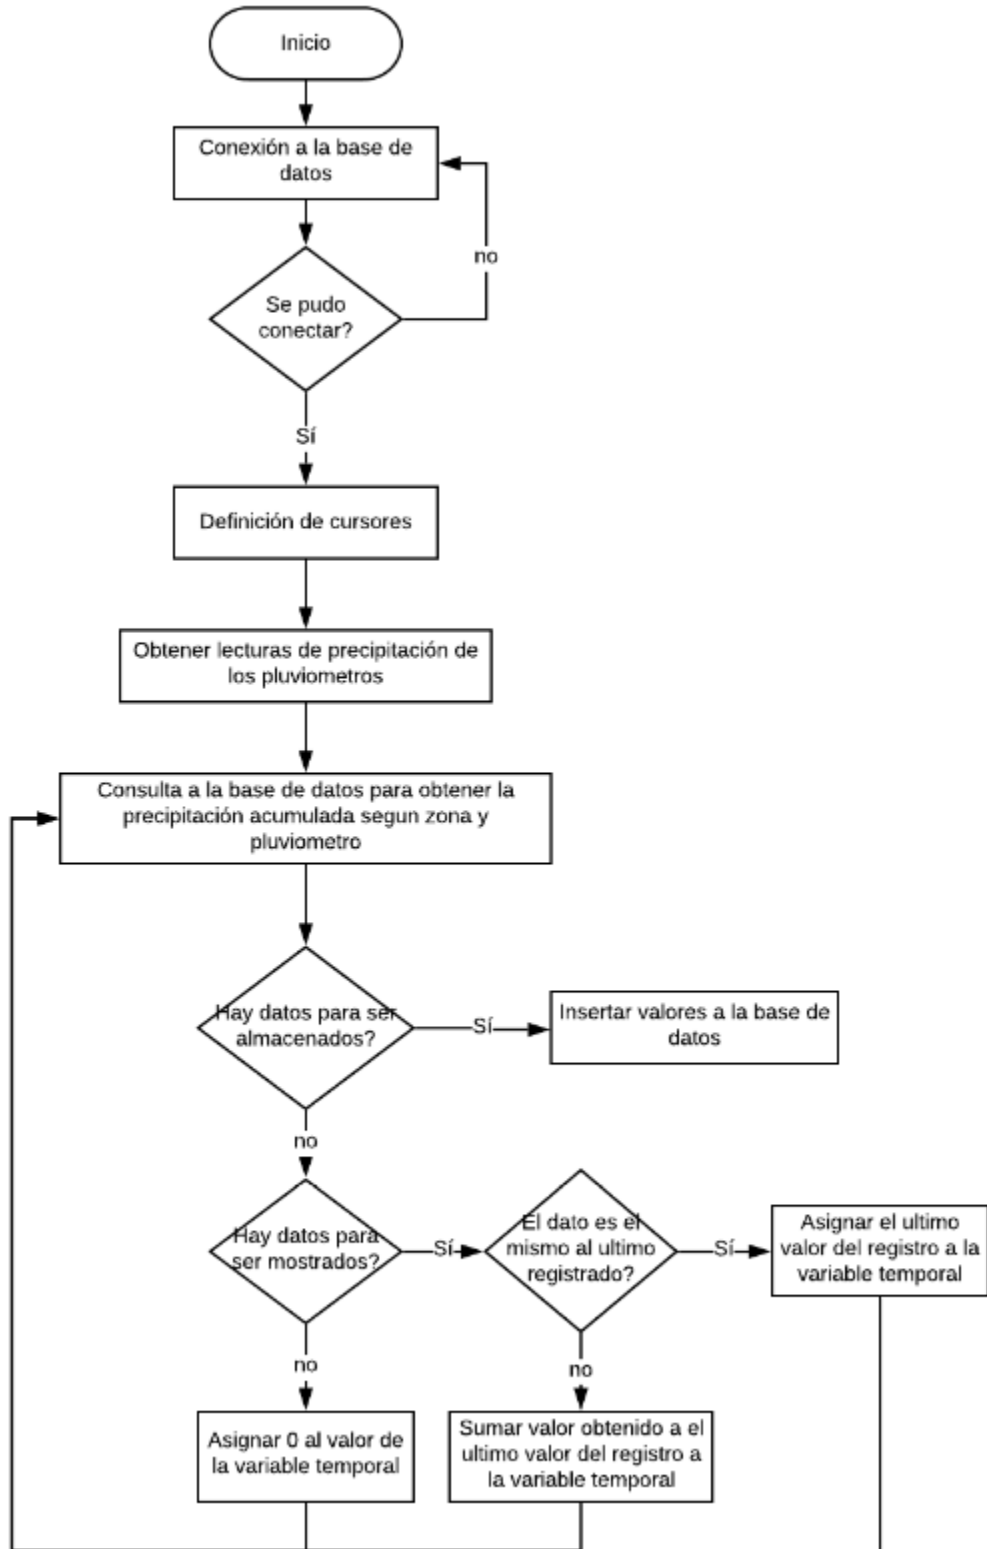 Inicio
Conexión a la base de
datos
no
Se pudo
conectar?
Sí
Definición de cursores
Obtener lecturas de precipitación de
los pluviometros
Consulta a la base de datos para obtener la
precipitación acumulada segun zona y
pluviometro
Hay datos para ser
almacenados?
Sí
Insertar valores a la base de
datos
no
Hay datos para
ser mostrados?
Sí
El dato es el
mismo al ultimo
registrado?
Sí
Asignar el ultimo
valor del registro a la
variable temporal
no
no
Asignar 0 al valor de
la variable temporal
Sumar valor obtenido a el
ultimo valor del registro a
la variable temporal